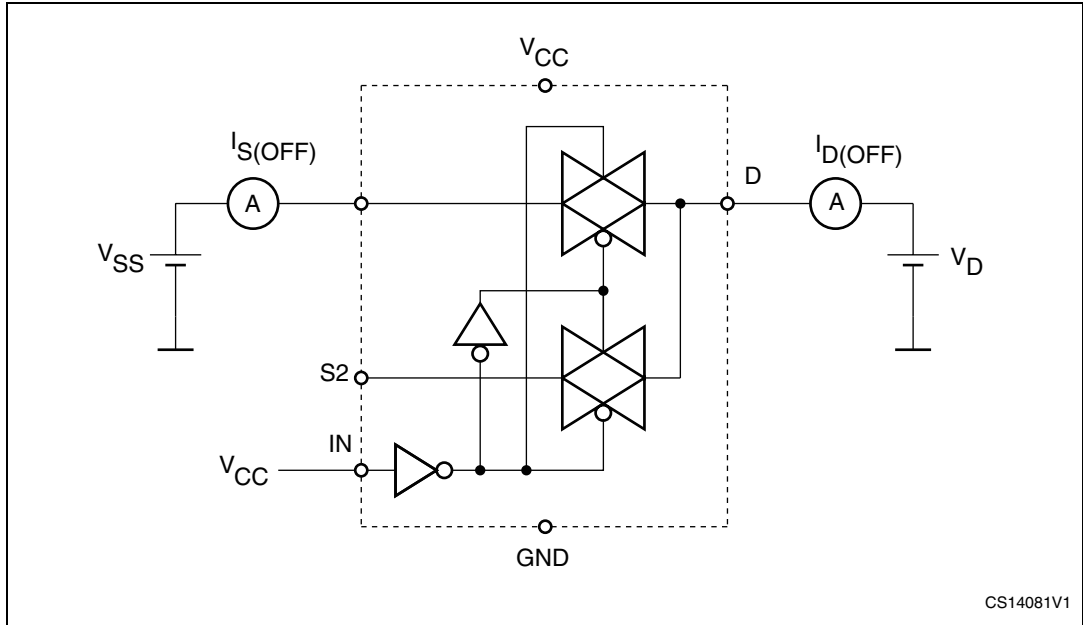 VCC
IS(OFF)
ID(OFF)
D
A
A
VSS
VD
S2
IN
VCC
GND
CS14081V1